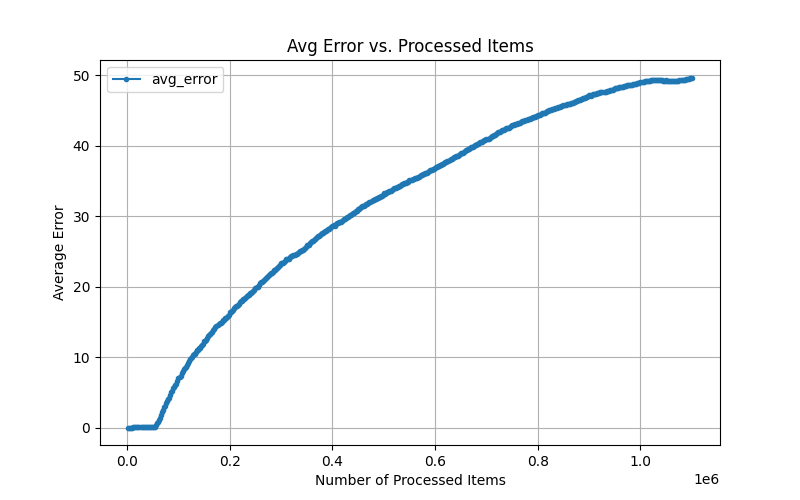 Avg Error vs. Processed Items
avg_error
50
40
30
20
10
0
Average Error
0.0 0.2 0.4 0.6 0.8 1.0
1e6
Number of Processed Items